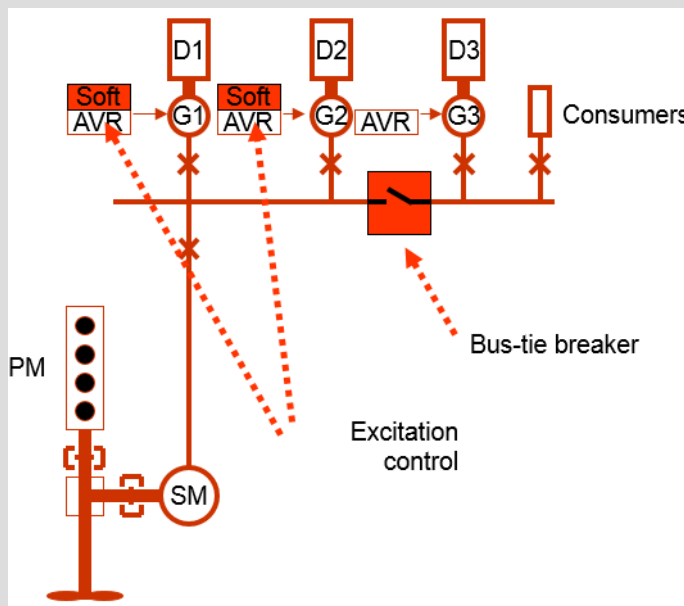 D1
D2
D3
Soft
AVR
G1
Soft
AVR
G2
AVR
G3
Consumers
Bus-tie breaker
PM
Excitation
control
SM